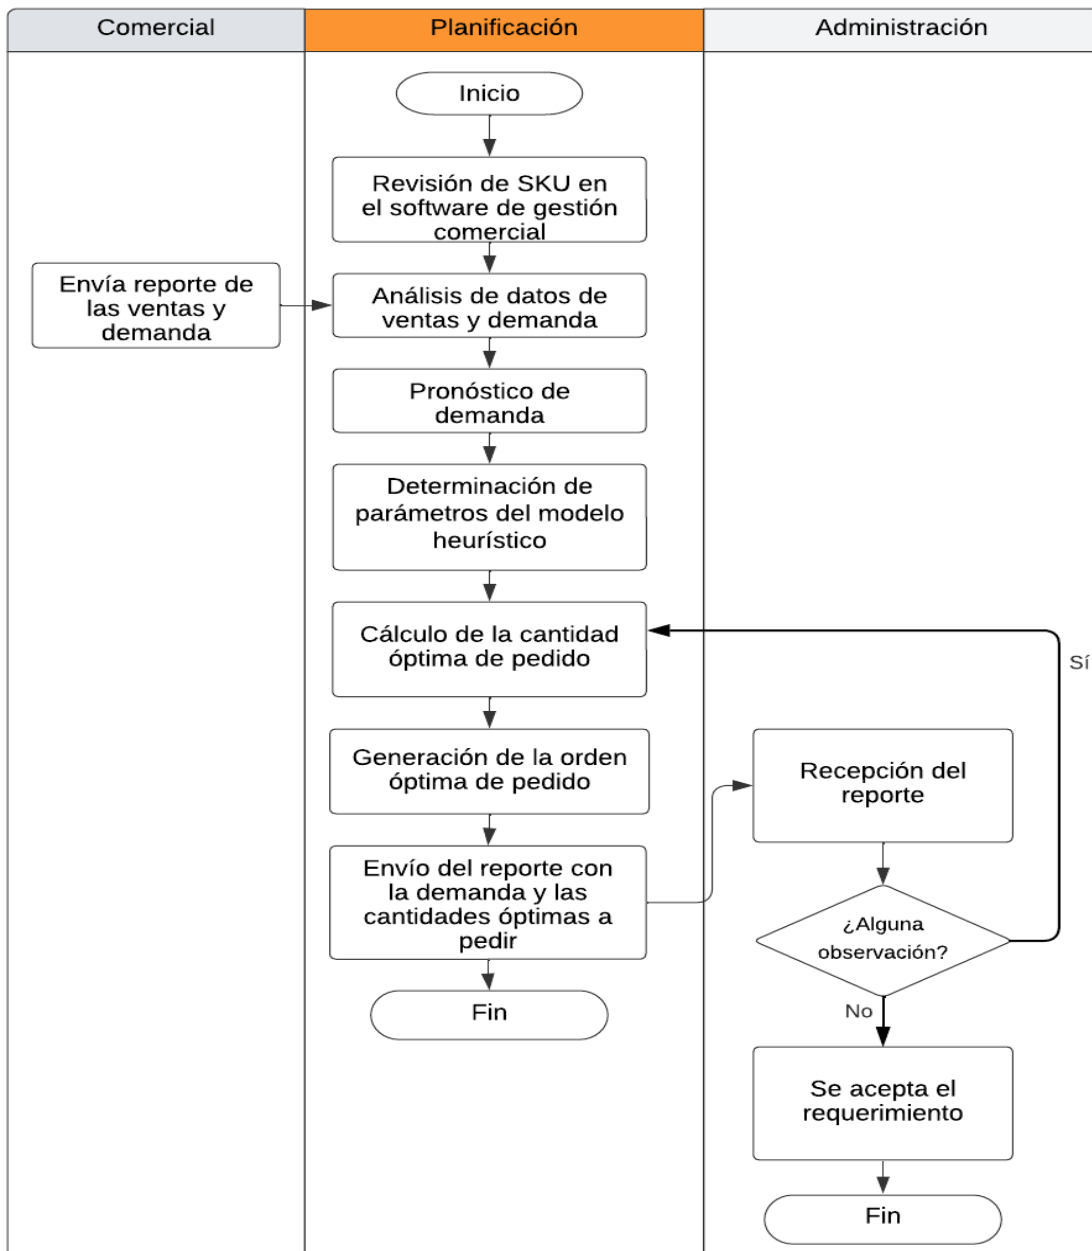 Comercial
Planificación
Administración
Inicio
Revisión de SKU en
el software de gestión
comercial
Envía reporte de
las ventas y
demanda
Análisis de datos de
ventas y demanda
Pronóstico de
demanda
Determinación de
parámetros del modelo
heurístico
Cálculo de la cantidad
óptima de pedido
Sí
Generación de la orden
óptima de pedido
Recepción del
reporte
Envío del reporte con
la demanda y las
cantidades óptimas a
pedir
¿Alguna
observación?
Fin
No
Se acepta el
requerimiento
Fin